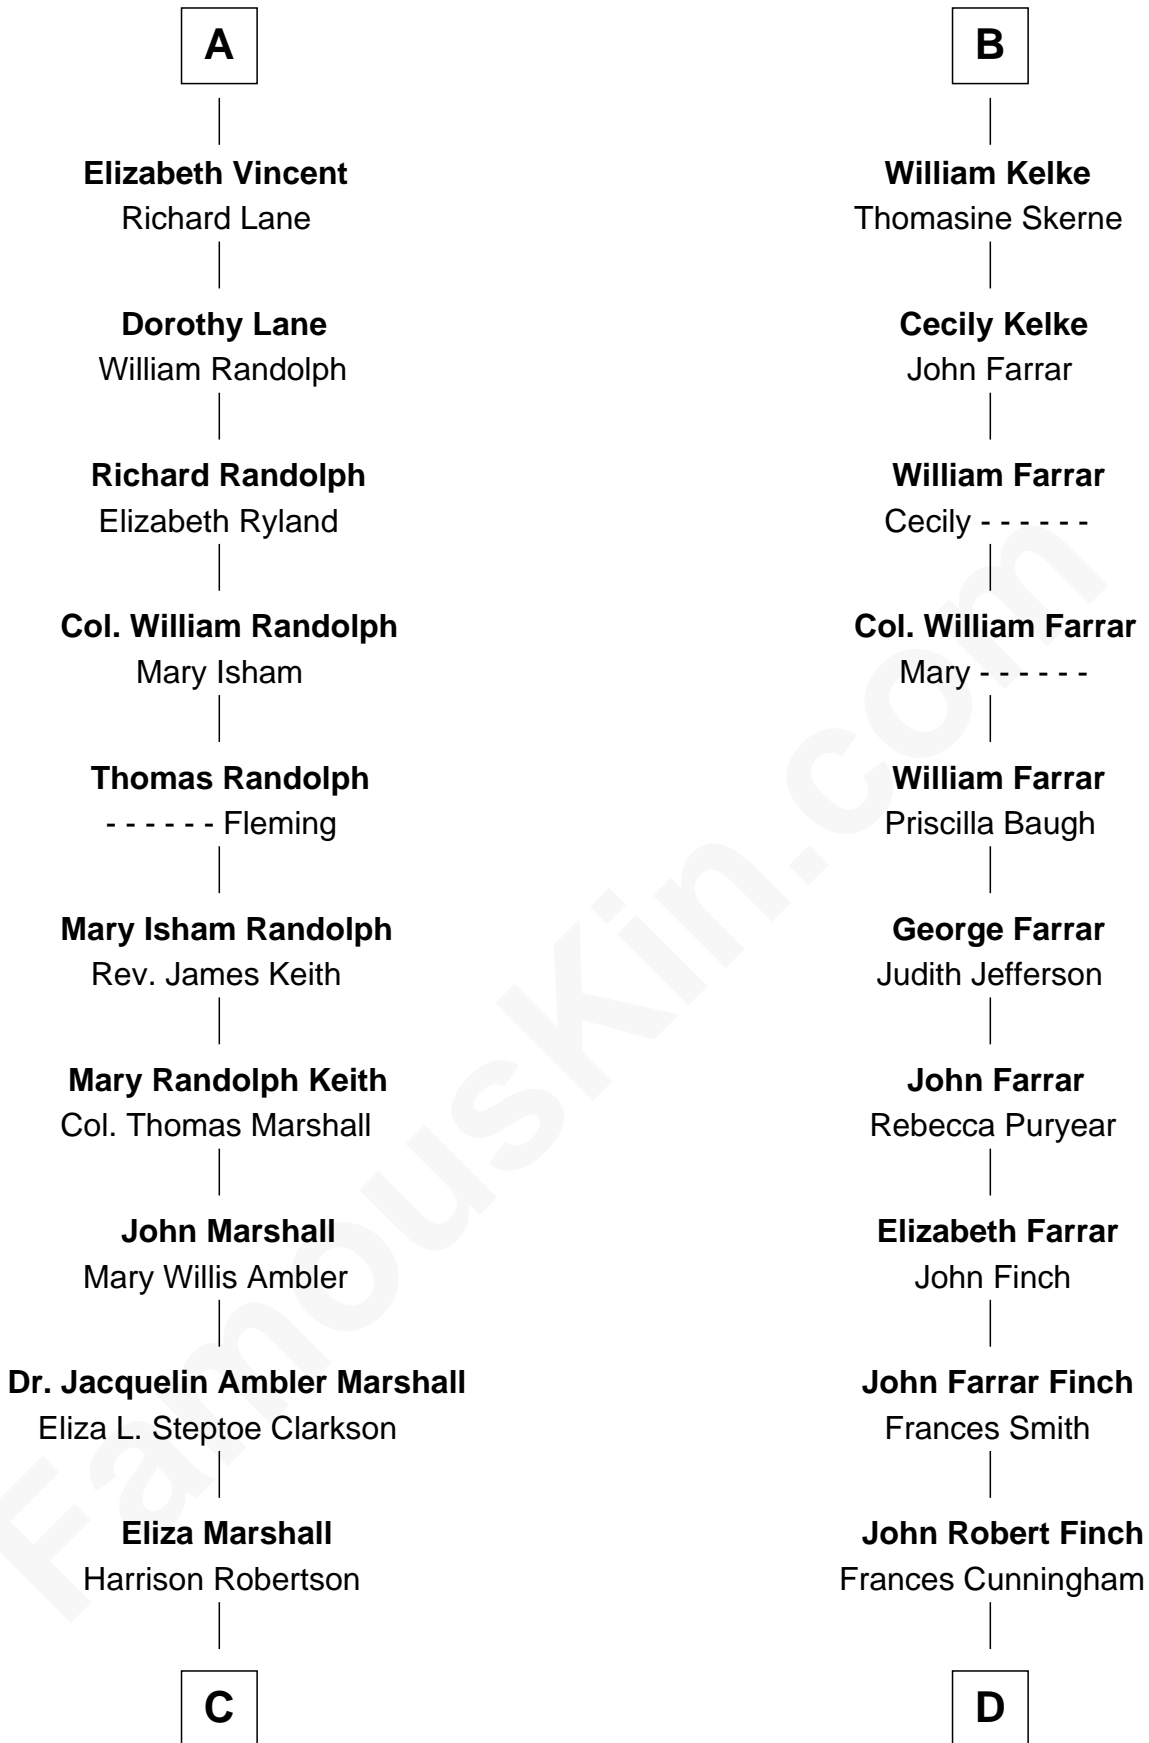 A
Elizabeth Vincent
Richard Lane
Dorothy Lane
William Randolph
Richard Randolph
Elizabeth Ryland
Col. William Randolph
Mary Isham
Thomas Randolph
- - - - - - Fleming
Mary Isham Randolph
Rev. James Keith
Mary Randolph Keith
Col. Thomas Marshall
John Marshall
Mary Willis Ambler
Dr. Jacquelin Ambler Marshall
Eliza L. Steptoe Clarkson
Eliza Marshall
Harrison Robertson
C
B
William Kelke
Thomasine Skerne
Cecily Kelke
John Farrar
William Farrar
Cecily - - - - - -
Col. William Farrar
Mary - - - - - -
William Farrar
Priscilla Baugh
George Farrar
Judith Jefferson
John Farrar
Rebecca Puryear
Elizabeth Farrar
John Finch
John Farrar Finch
Frances Smith
John Robert Finch
Frances Cunningham
D
FamousKin.com